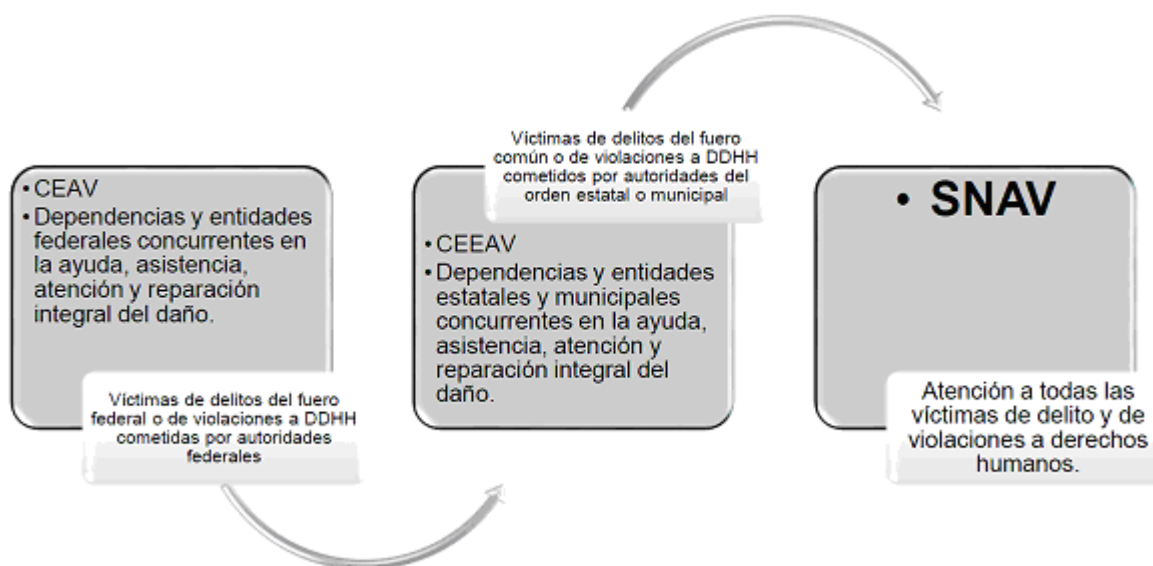 • CEAV
• Dependencias y entidades
federales concurrentes en
la ayuda, asistencia,
atención y reparación
integral del daño.
Víctimas de delitos del fuero
federal o de violaciones a DDHH
cometidas por autoridades
federales
Víctimas de delitos del fuero
común o de violaciones a DDHH
cometidos por autoridades del
orden estatal o municipal
• CEEAV
• Dependencias y entidades
estatales y municipales
concurrentes en la ayuda,
asistencia, atención y
reparación integral del
daño.
• SNAV
Atención a todas las
víctimas de delito y de
violaciones a derechos
humanos.